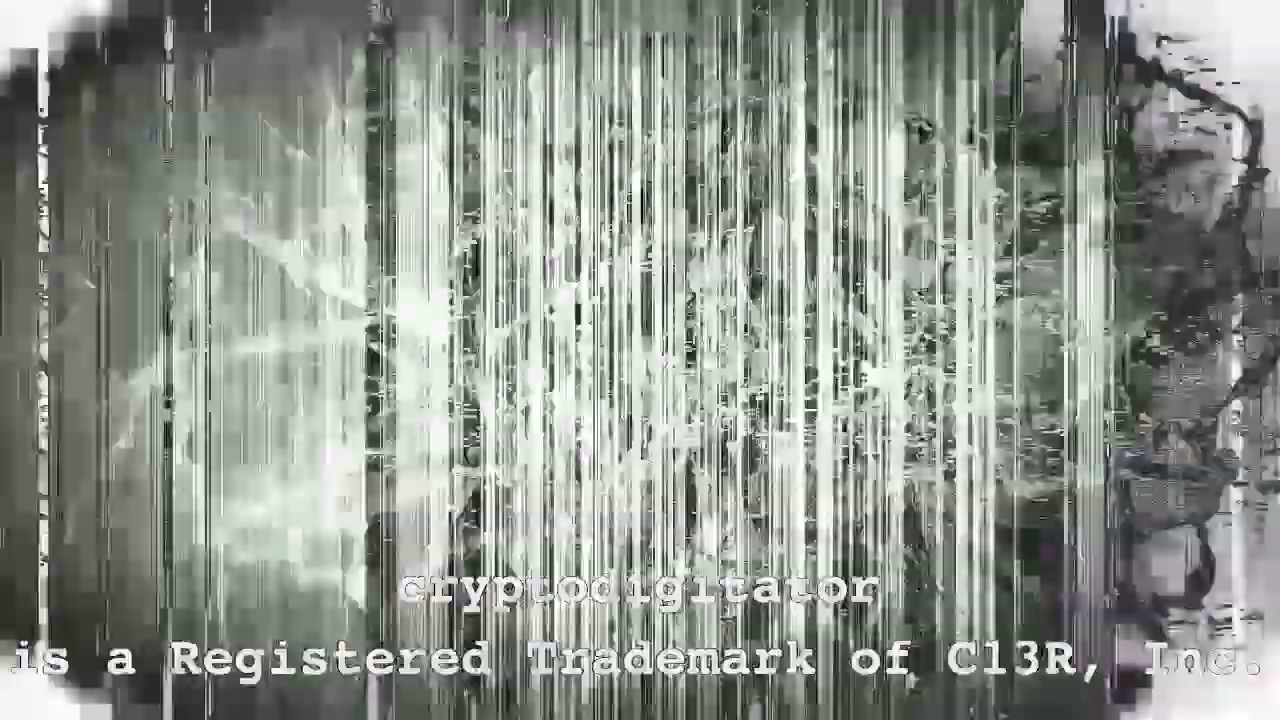 cryptodigitator
is a Registered Trademark of C13R, Inc.